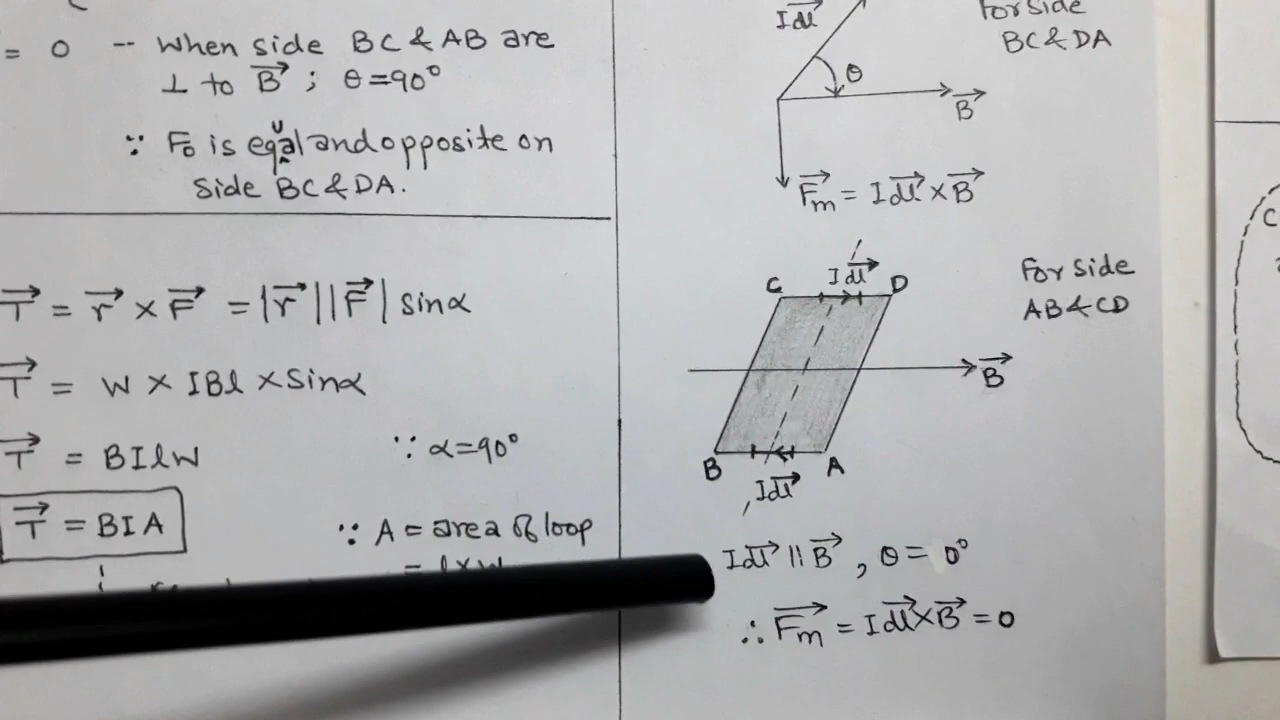 = 0 -- When side BC & AB are
⊥ to B⃗ ; θ=90°
∵ F₀ is equal and opposite on
Side BC & DA.
T⃗ = r⃗ × F⃗ = |r⃗||F⃗| sinα
T⃗ = W × IBl × Sinα
T⃗ = BIlW ∵ α=90°
T⃗ = BIA ∵ A = area of loop
= l×w
Idl⃗
For side
BC & DA
θ
B⃗
F⃗m = Idl⃗ × B⃗
For side
AB & CD
C Idl⃗ D
B⃗
B A
Idl⃗
Idl⃗ || B⃗ , θ = 0°
∴ F⃗m = Idl⃗ × B⃗ = 0
C